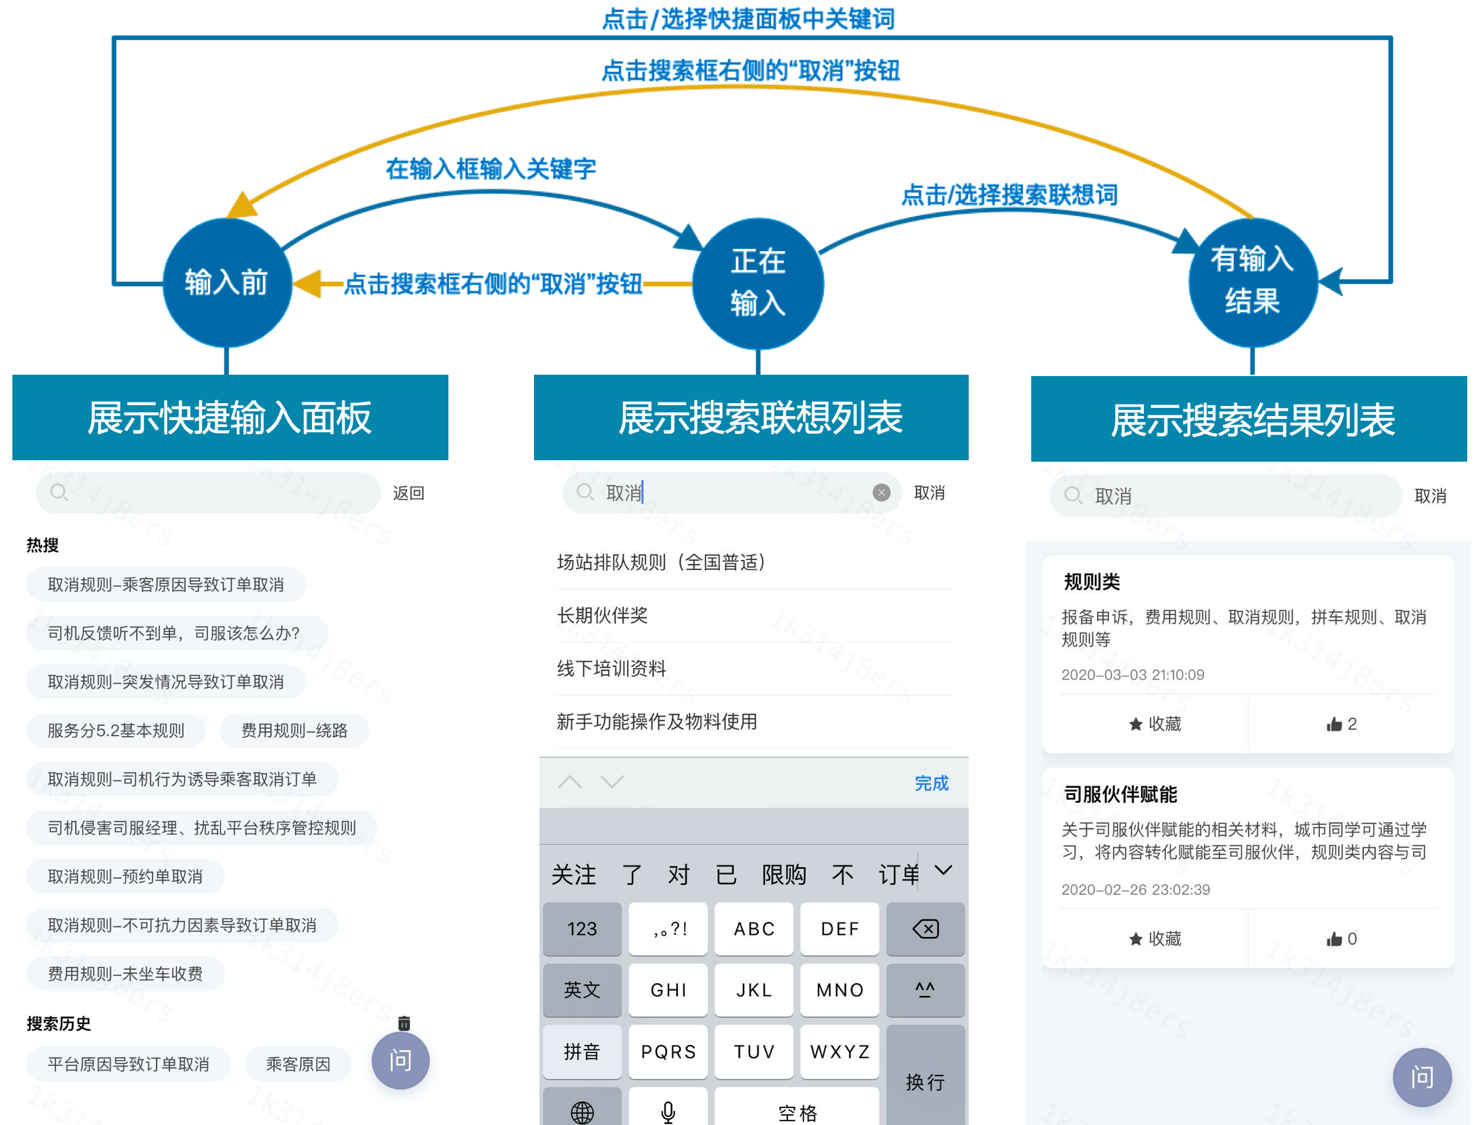 点击/选择快捷面板中关键词
点击搜索框右侧的“取消”按钮
在输入框输入关键字
点击/选择搜索联想词
输入前
点击搜索框右侧的“取消”按钮
正在
输入
有输入
结果
展示快捷输入面板
返回
热搜
取消规则-乘客原因导致订单取消
司机反馈听不到单，司服该怎么办?
取消规则-突发情况导致订单取消
服务分5.2基本规则
费用规则-绕路
取消规则-司机行为诱导乘客取消订单
司机侵害司服经理、扰乱平台秩序管控规则
取消规则-预约单取消
取消规则-不可抗力因素导致订单取消
费用规则-未坐车收费
搜索历史
平台原因导致订单取消
乘客原因
问
展示搜索联想列表
取消
取消
场站排队规则（全国普适）
长期伙伴奖
线下培训资料
新手功能操作及物料使用
完成
关注 了 对 已 限购 不 订单
123 ,。?! ABC DEF
英文 GHI JKL MNO ^^
拼音 PQRS TUV WXYZ
换行
空格
展示搜索结果列表
取消
取消
规则类
报备申诉，费用规则、取消规则，拼车规则、取消
规则等
2020-03-03 21:10:09
收藏 2
司服伙伴赋能
关于司服伙伴赋能的相关材料，城市同学可通过学
习，将内容转化赋能至司服伙伴，规则类内容与司
2020-02-26 23:02:39
收藏 0
问
1k314j8ers